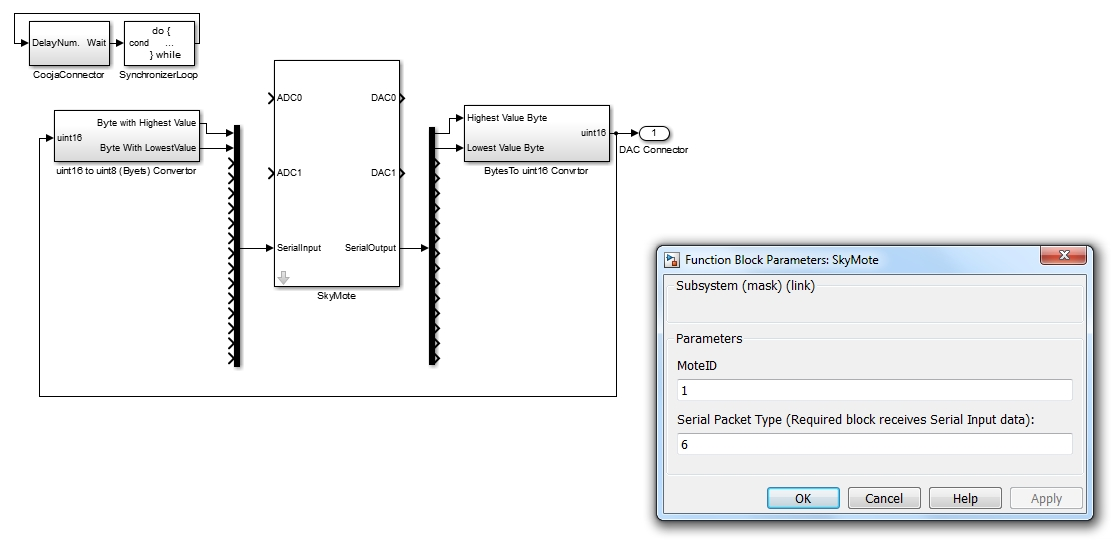 DelayNum. Wait
do {
cond ...
} while
CoojaConnector
SynchronizerLoop
uint16
Byte with Highest Value
Byte With LowestValue
uint16 to uint8 (Byets) Convertor
ADC0
DAC0
ADC1
DAC1
SerialInput
SerialOutput
SkyMote
Highest Value Byte
uint16
Lowest Value Byte
BytesTo uint16 Convrtor
1
DAC Connector
Function Block Parameters: SkyMote
Subsystem (mask) (link)
Parameters
MoteID
1
Serial Packet Type (Required block receives Serial Input data):
6
OK
Cancel
Help
Apply